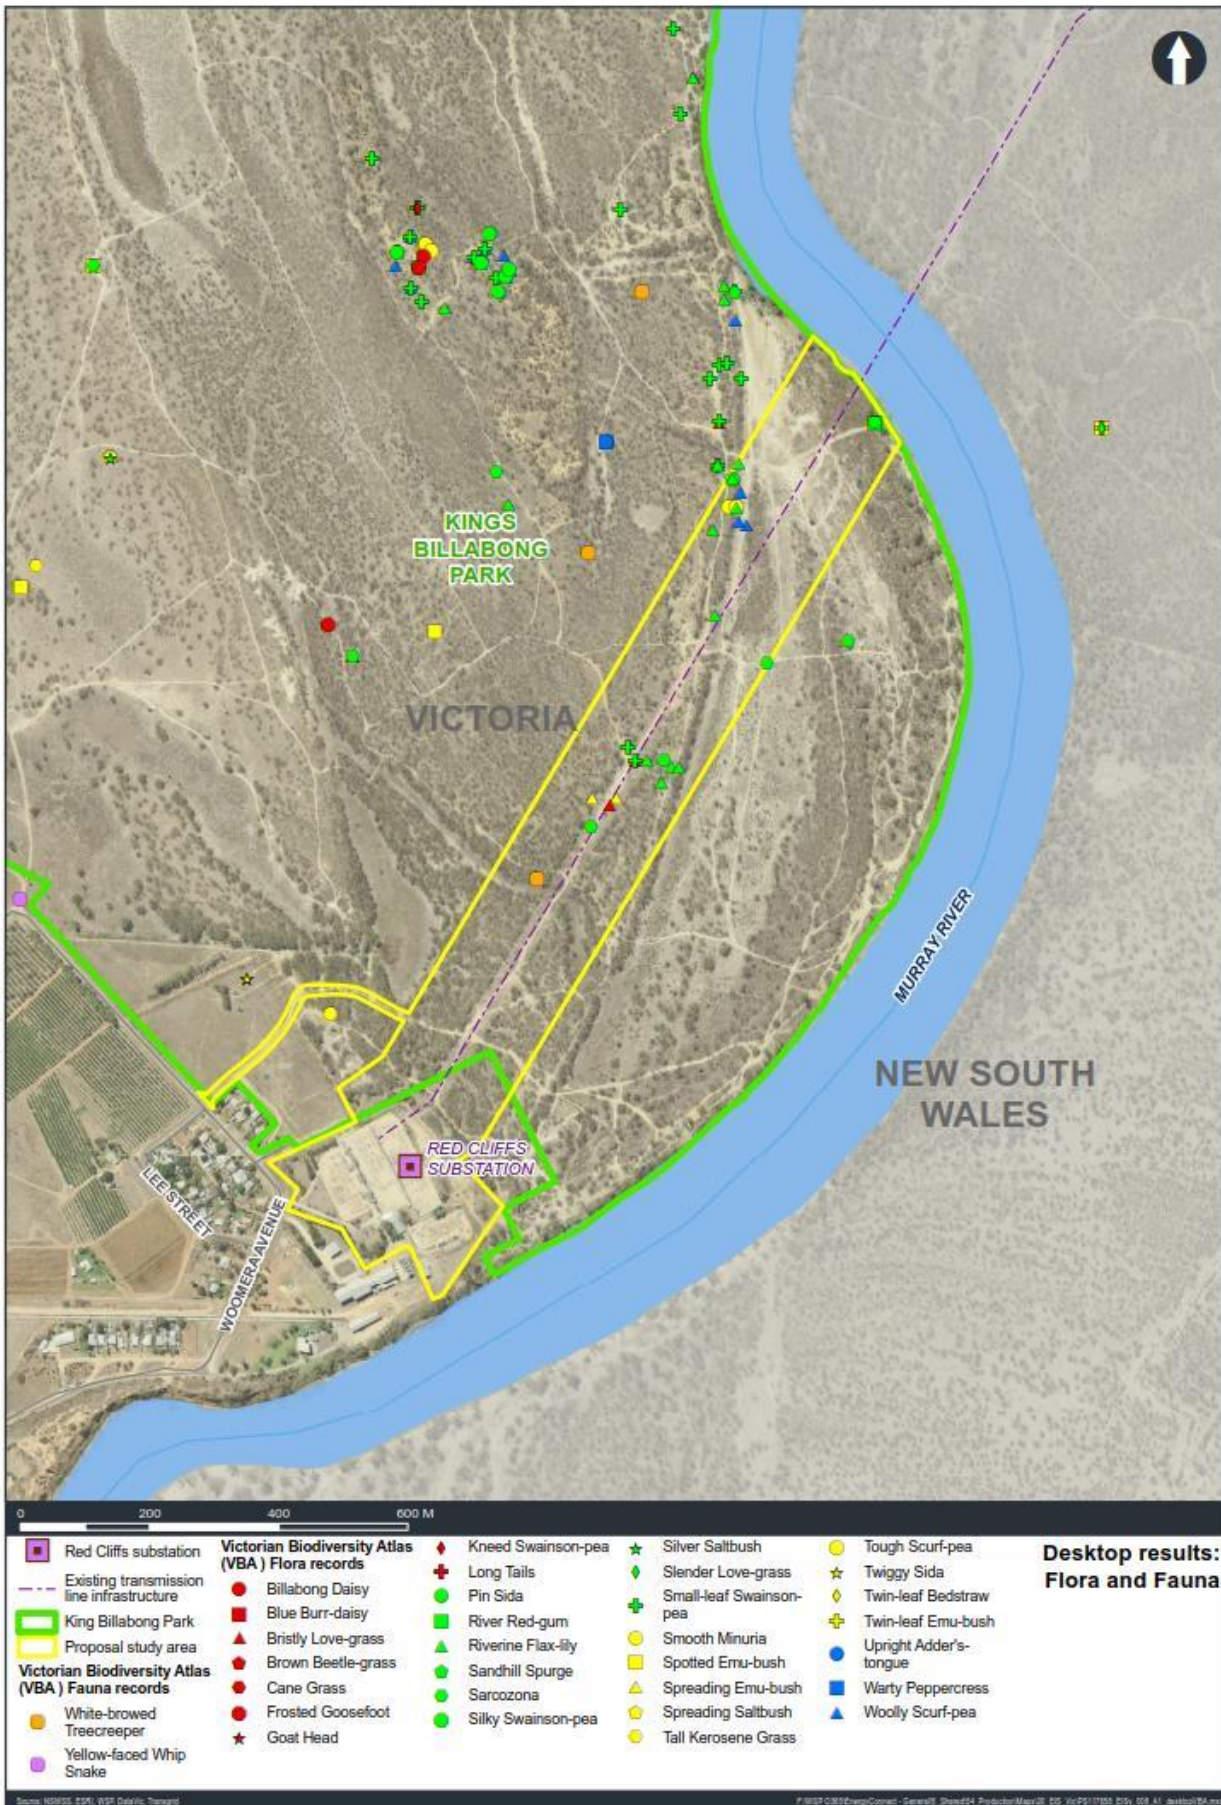 KINGS
BILLABONG
PARK
VICTORIA
MURRAY RIVER
NEW SOUTH
WALES
RED CLIFFS
SUBSTATION
LEE STREET
WOOMERA AVENUE
0 200 400 600 M
Red Cliffs substation
Existing transmission
line infrastructure
King Billabong Park
Proposal study area
Victorian Biodiversity Atlas
(VBA ) Fauna records
White-browed
Treecreeper
Yellow-faced Whip
Snake
Victorian Biodiversity Atlas
(VBA ) Flora records
Billabong Daisy
Blue Burr-daisy
Bristly Love-grass
Brown Beetle-grass
Cane Grass
Frosted Goosefoot
Goat Head
Kneed Swainson-pea
Long Tails
Pin Sida
River Red-gum
Riverine Flax-lily
Sandhill Spurge
Sarcozona
Silky Swainson-pea
Silver Saltbush
Slender Love-grass
Small-leaf Swainson-
pea
Smooth Minuria
Spotted Emu-bush
Spreading Emu-bush
Spreading Saltbush
Tall Kerosene Grass
Tough Scurf-pea
Twiggy Sida
Twin-leaf Bedstraw
Twin-leaf Emu-bush
Upright Adder's-
tongue
Warty Peppercress
Woolly Scurf-pea
Desktop results:
Flora and Fauna